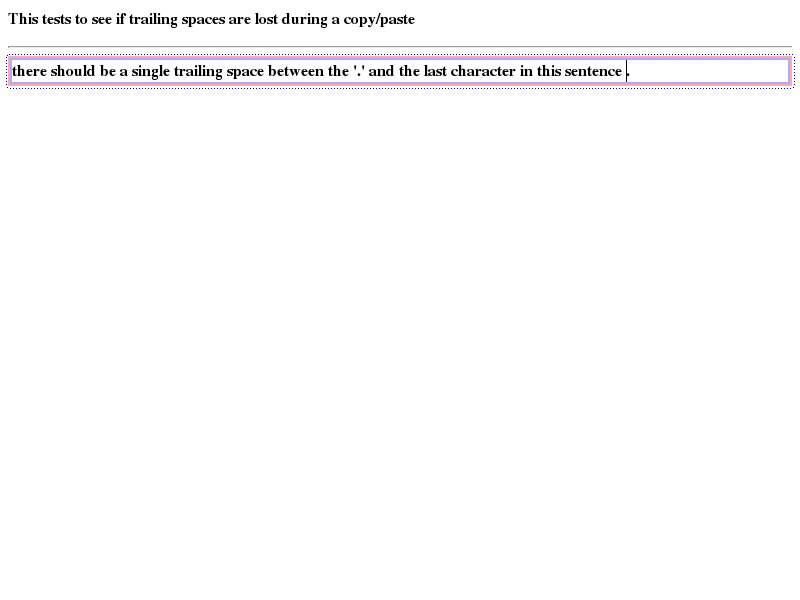 This tests to see if trailing spaces are lost during a copy/paste
there should be a single trailing space between the '.' and the last character in this sentence .